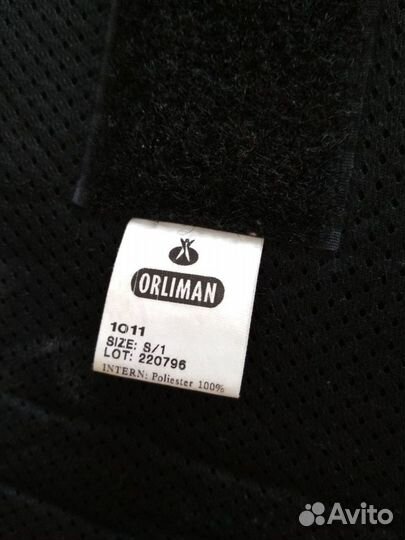 ORLIMAN
1011
SIZE: S/1
LOT: 220796
INTERN: Poliester 100%
Avito